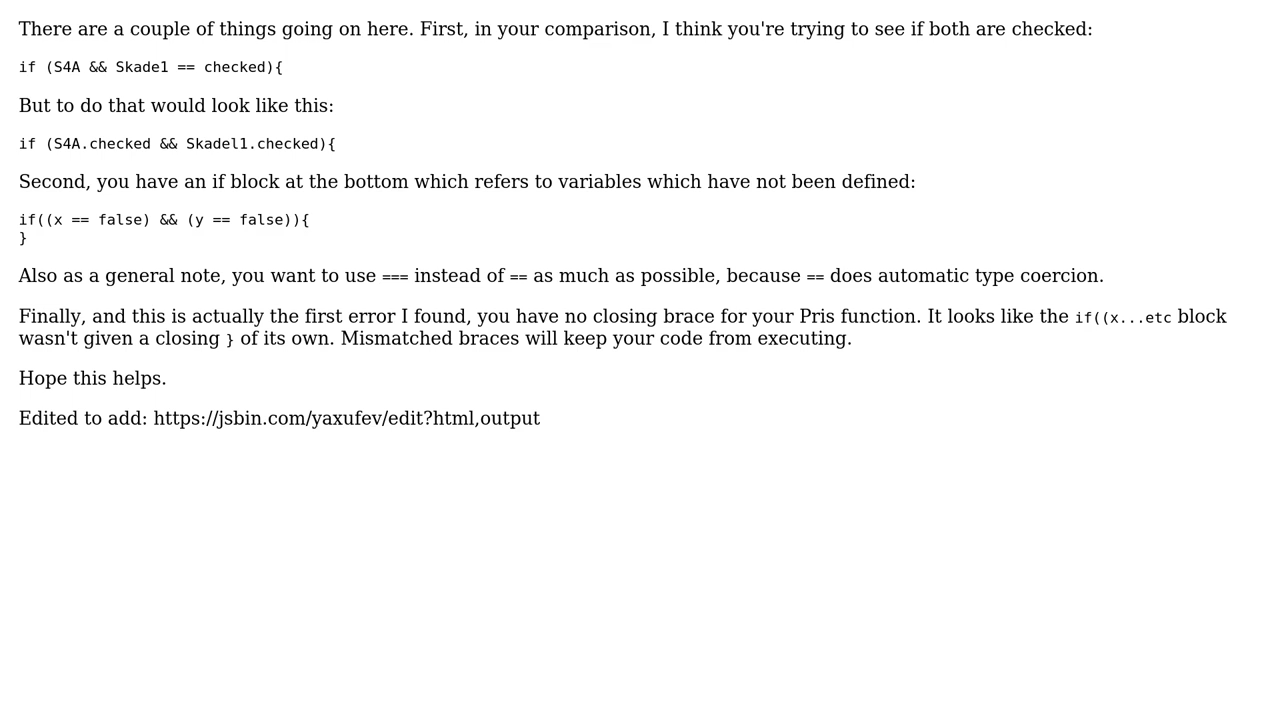 There are a couple of things going on here. First, in your comparison, I think you're trying to see if both are checked:
if (S4A && Skade1 == checked){
But to do that would look like this:
if (S4A.checked && Skadel1.checked){
Second, you have an if block at the bottom which refers to variables which have not been defined:
if((x == false) && (y == false)){
}
Also as a general note, you want to use === instead of == as much as possible, because == does automatic type coercion.
Finally, and this is actually the first error I found, you have no closing brace for your Pris function. It looks like the if((x...etc block
wasn't given a closing } of its own. Mismatched braces will keep your code from executing.
Hope this helps.
Edited to add: https://jsbin.com/yaxufev/edit?html,output